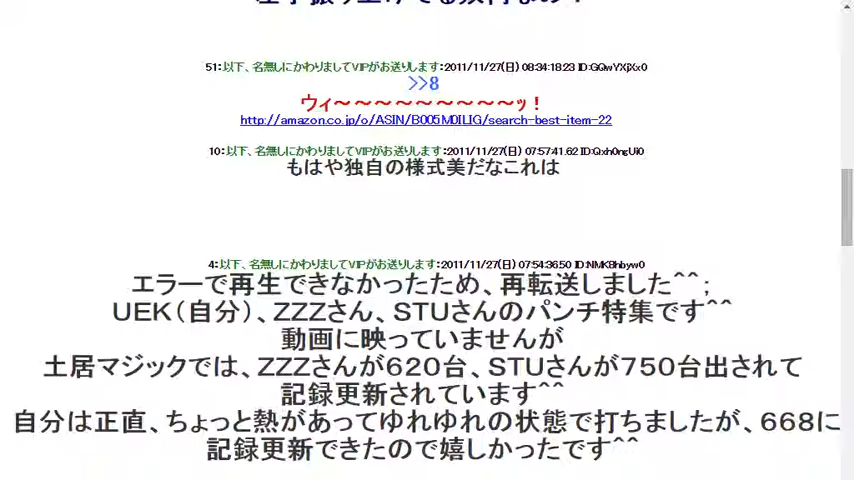 51：以下、名無しにかわりましてVIPがお送りします：2011/11/27(日) 08:34:18.23 ID:GQwYXjXx0
>>8
ウィ～～～～～～～～～ッ！
http://amazon.co.jp/o/ASIN/B005MDILIG/search-best-item-22
10：以下、名無しにかわりましてVIPがお送りします：2011/11/27(日) 07:57:41.62 ID:Qxh0ngUi0
もはや独自の様式美だなこれは
4：以下、名無しにかわりましてVIPがお送りします：2011/11/27(日) 07:54:36.50 ID:NMKBhbyw0
エラーで再生できなかったため、再転送しました^^;
UEK（自分）、ZZZさん、STUさんのパンチ特集です^^
動画に映っていませんが
土居マジックでは、ZZZさんが620台、STUさんが750台出されて
記録更新されています^^
自分は正直、ちょっと熱があってゆれゆれの状態で打ちましたが、668に
記録更新できたので嬉しかったです^^